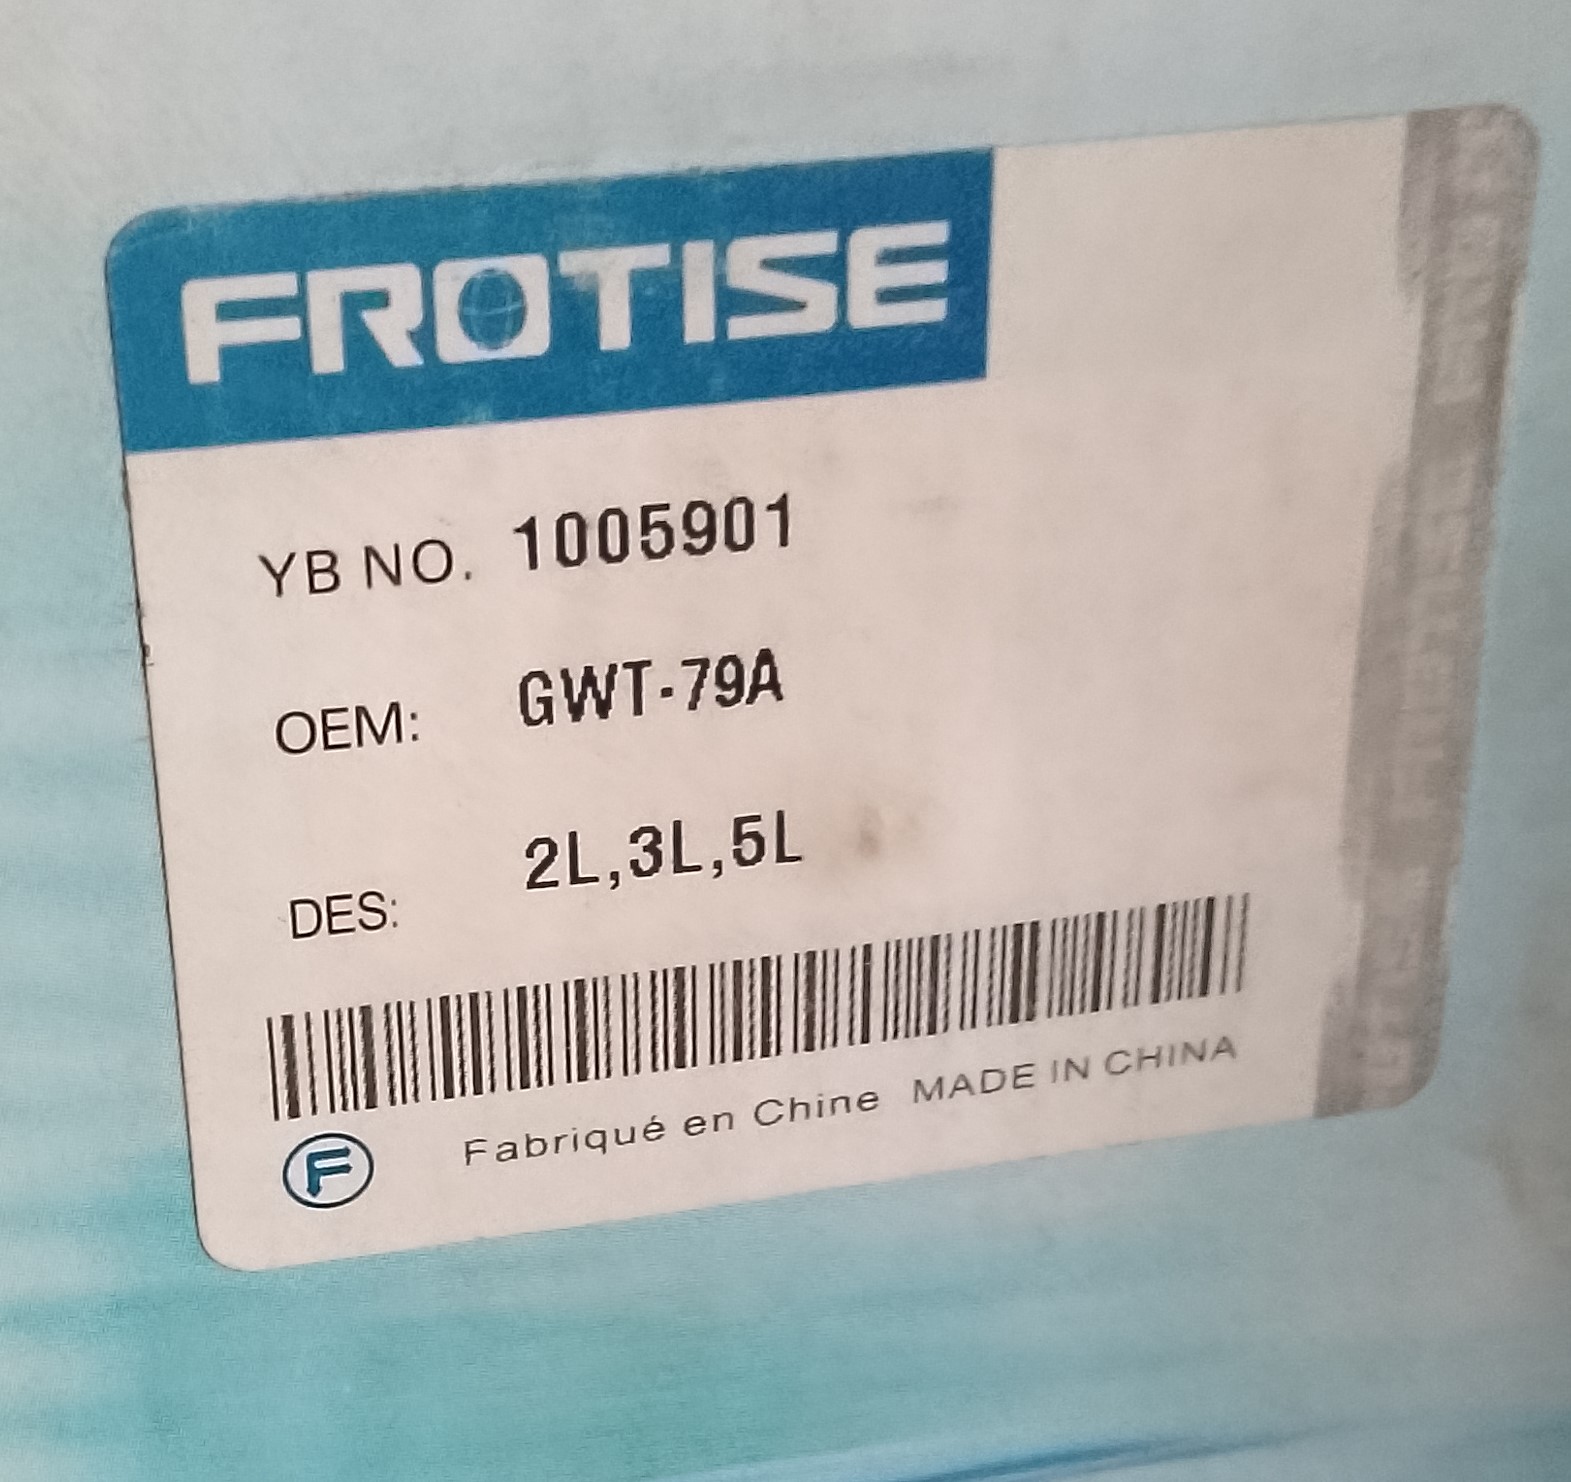 FROTISE
YB NO. 1005901
OEM: GWT-79A
DES: 2L,3L,5L
Fabriqué en Chine MADE IN CHINA
F